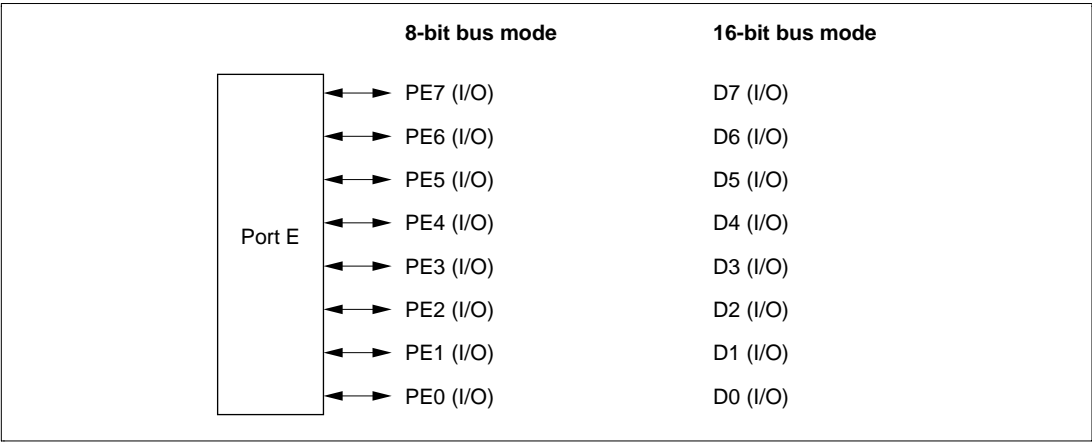 8-bit bus mode 16-bit bus mode
PE7 (I/O) D7 (I/O)
PE6 (I/O) D6 (I/O)
PE5 (I/O) D5 (I/O)
PE4 (I/O) D4 (I/O)
Port E
PE3 (I/O) D3 (I/O)
PE2 (I/O) D2 (I/O)
PE1 (I/O) D1 (I/O)
PE0 (I/O) D0 (I/O)